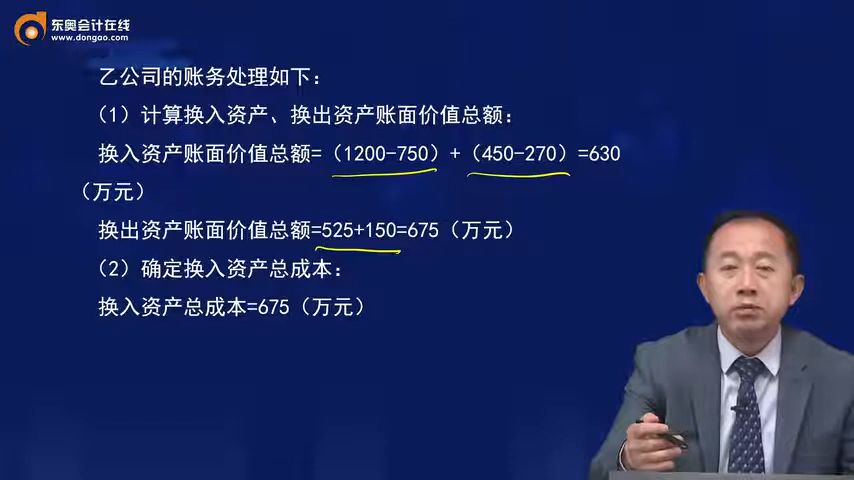 东奥会计在线
www.dongao.com
乙公司的账务处理如下：
（1）计算换入资产、换出资产账面价值总额：
换入资产账面价值总额=（1200-750）+（450-270）=630
（万元）
换出资产账面价值总额=525+150=675（万元）
（2）确定换入资产总成本：
换入资产总成本=675（万元）